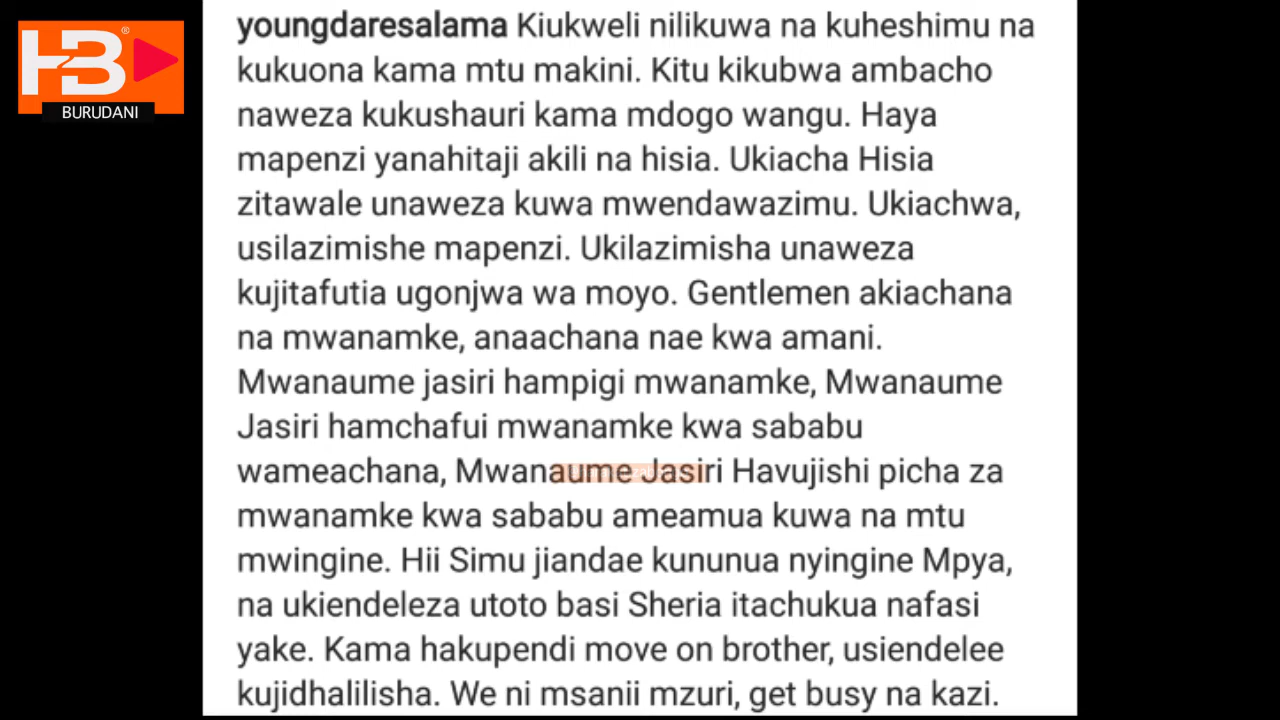 HB®
BURUDANI
youngdaresalama Kiukweli nilikuwa na kuheshimu na
kukuona kama mtu makini. Kitu kikubwa ambacho
naweza kukushauri kama mdogo wangu. Haya
mapenzi yanahitaji akili na hisia. Ukiacha Hisia
zitawale unaweza kuwa mwendawazimu. Ukiachwa,
usilazimishe mapenzi. Ukilazimisha unaweza
kujitafutia ugonjwa wa moyo. Gentlemen akiachana
na mwanamke, anaachana nae kwa amani.
Mwanaume jasiri hampigi mwanamke, Mwanaume
Jasiri hamchafui mwanamke kwa sababu
wameachana, Mwanaume Jasiri Havujishi picha za
mwanamke kwa sababu ameamua kuwa na mtu
mwingine. Hii Simu jiandae kununua nyingine Mpya,
na ukiendeleza utoto basi Sheria itachukua nafasi
yake. Kama hakupendi move on brother, usiendelee
kujidhalilisha. We ni msanii mzuri, get busy na kazi.